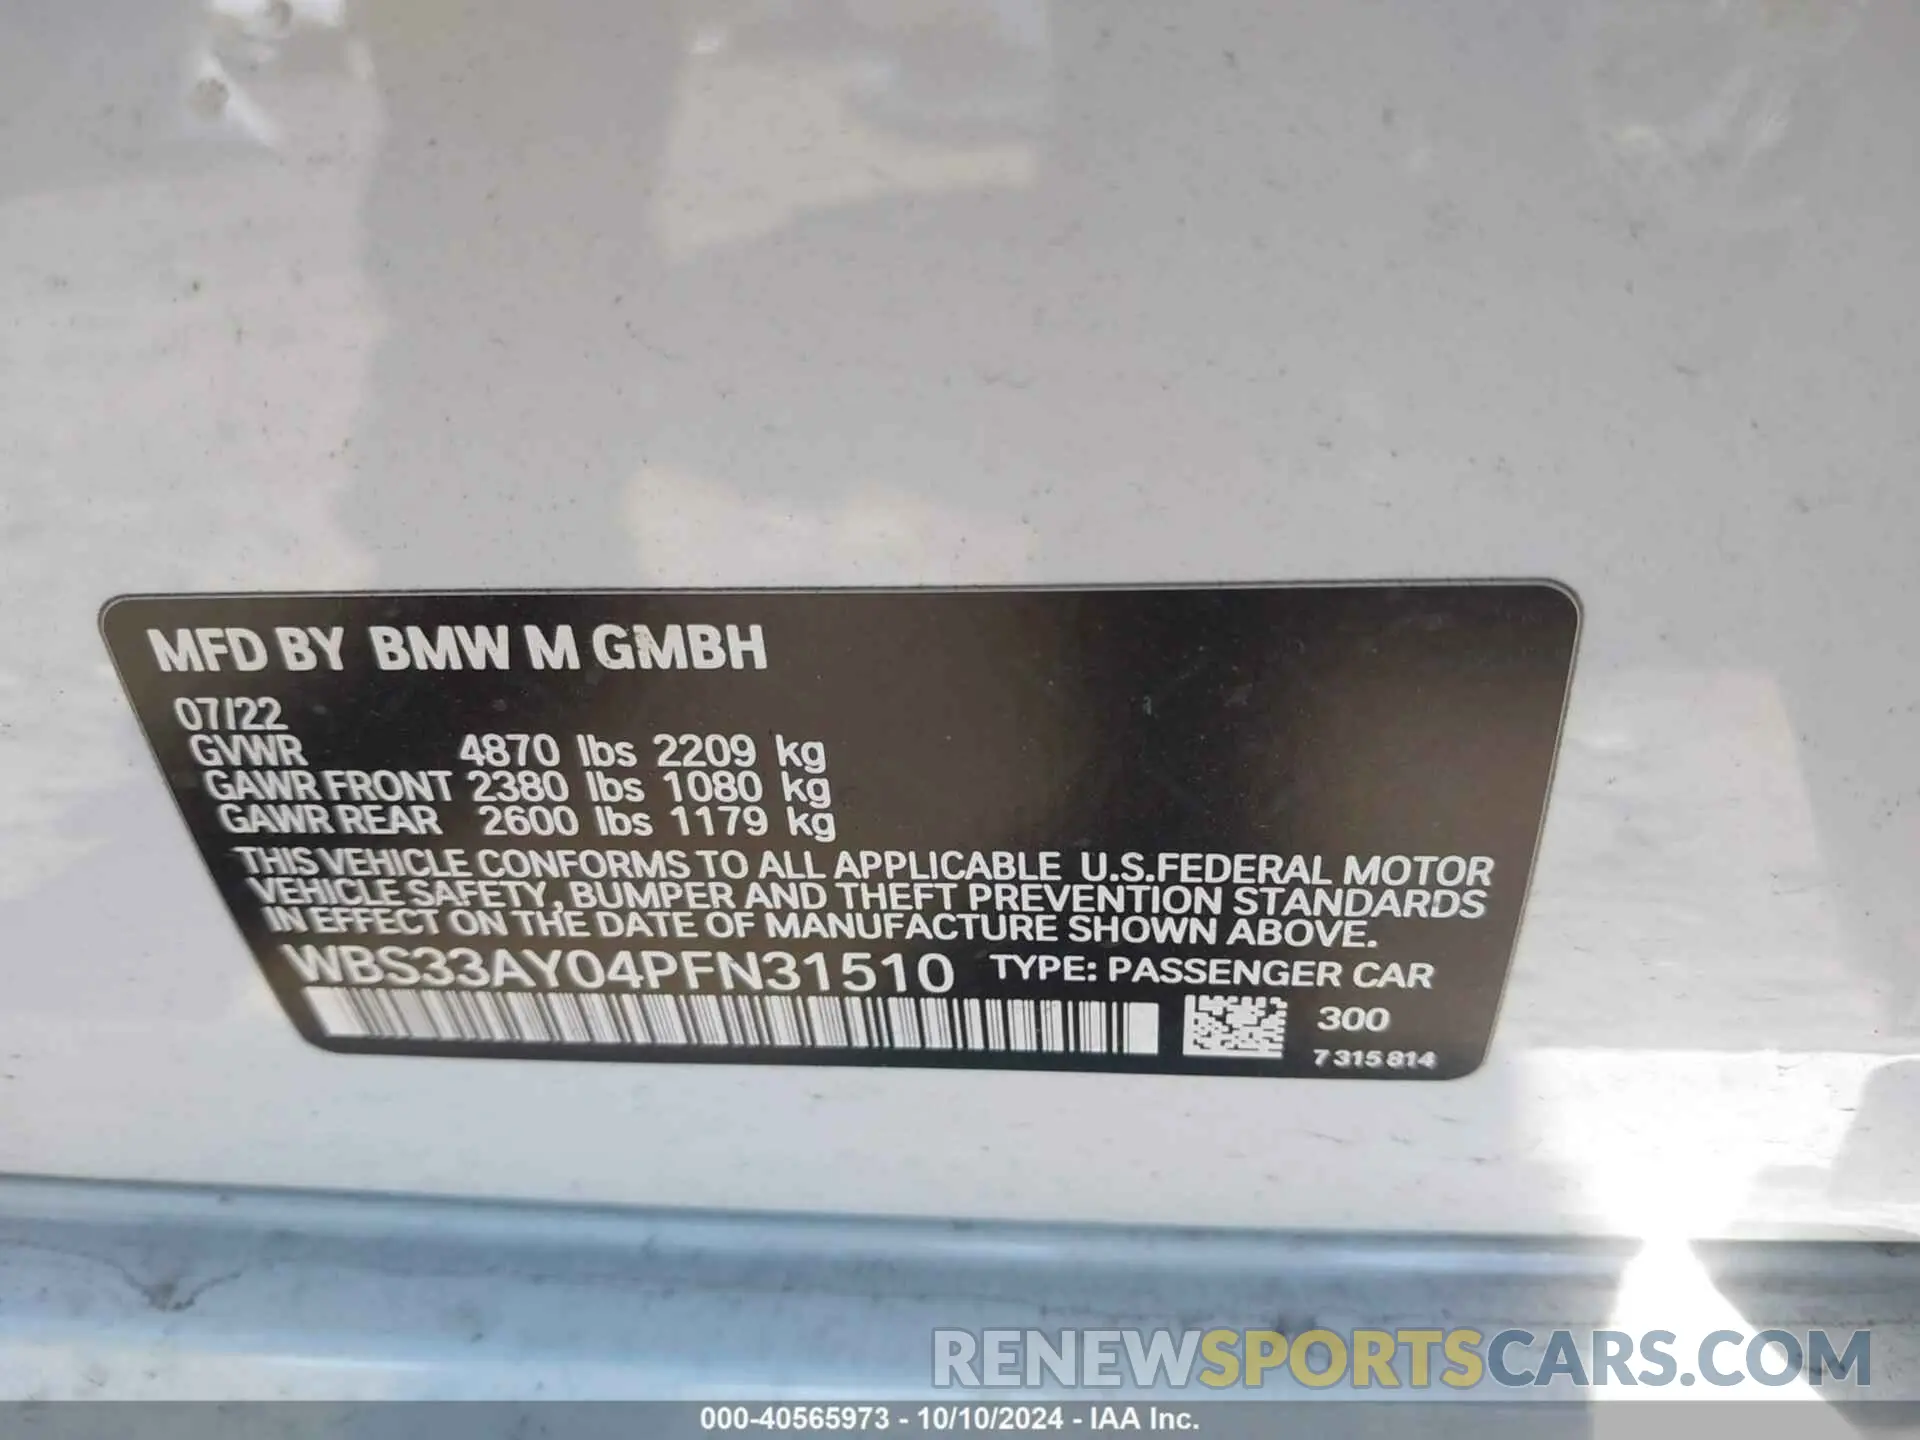 MFD BY BMW M GMBH
07/22
GVWR 4870 lbs 2209 kg
GAWR FRONT 2380 lbs 1080 kg
GAWR REAR 2600 lbs 1179 kg
THIS VEHICLE CONFORMS TO ALL APPLICABLE U.S.FEDERAL MOTOR
VEHICLE SAFETY, BUMPER AND THEFT PREVENTION STANDARDS
IN EFFECT ON THE DATE OF MANUFACTURE SHOWN ABOVE.
WBS33AY04PFN31510 TYPE: PASSENGER CAR
300
7 315 814
RENEWSPORTSCARS.COM
000-40565973 - 10/10/2024 - IAA Inc.